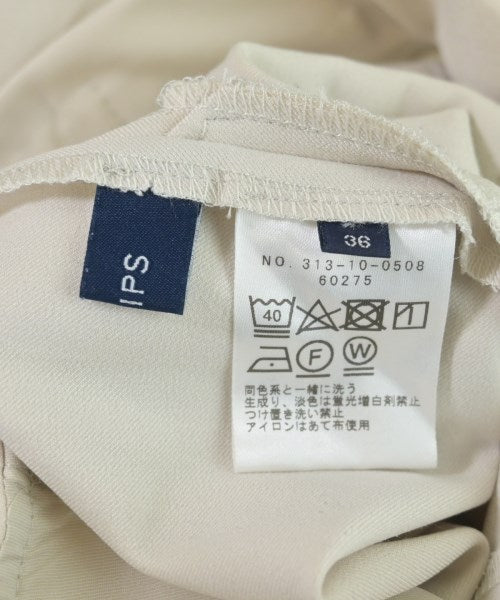 IPS
36
NO. 313-10-0508
60275
40
F
W
同色系と一緒に洗う
生成り、淡色は蛍光増白剤禁止
つけ置き洗い禁止
アイロンはあて布使用